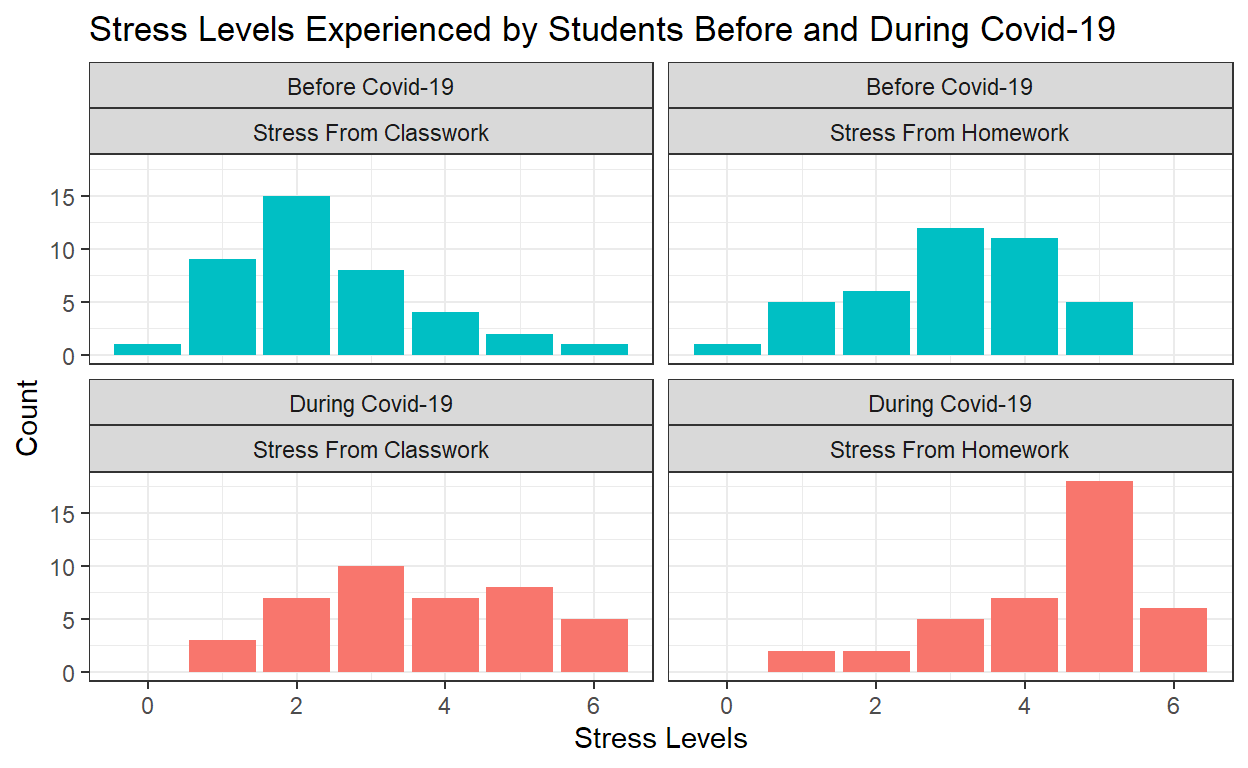 Stress Levels Experienced by Students Before and During Covid-19
Before Covid-19
Before Covid-19
Stress From Classwork
Stress From Homework
15
10
5
0
Count
During Covid-19
During Covid-19
Stress From Classwork
Stress From Homework
15
10
5
0
0 2 4 6
0 2 4 6
Stress Levels